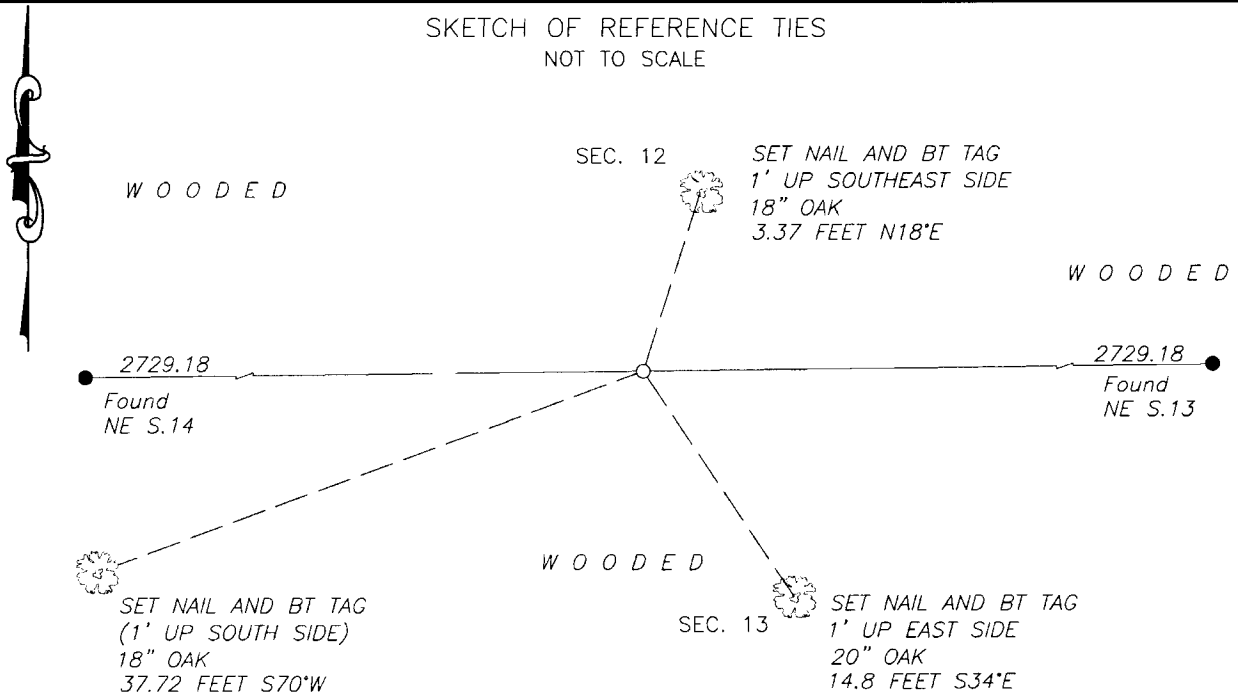 SKETCH OF REFERENCE TIES
NOT TO SCALE
SEC. 12
SET NAIL AND BT TAG
1' UP SOUTHEAST SIDE
18" OAK
3.37 FEET N18°E
W O O D E D
W O O D E D
2729.18
Found
NE S.14
2729.18
Found
NE S.13
W O O D E D
SET NAIL AND BT TAG
(1' UP SOUTH SIDE)
18" OAK
37.72 FEET S70°W
SEC. 13
SET NAIL AND BT TAG
1' UP EAST SIDE
20" OAK
14.8 FEET S34°E